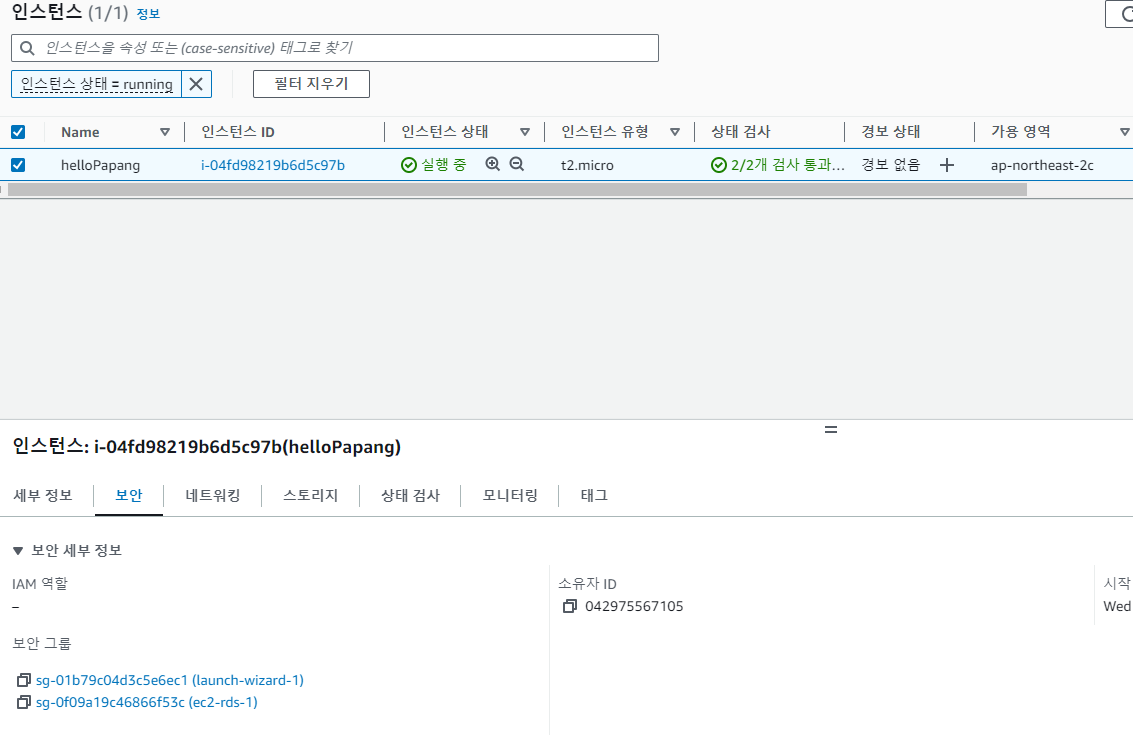 인스턴스 (1/1) 정보
인스턴스을 속성 또는 (case-sensitive) 태그로 찾기
인스턴스 상태 = running 필터 지우기
Name 인스턴스 ID 인스턴스 상태 인스턴스 유형 상태 검사 경보 상태 가용 영역
helloPapang i-04fd98219b6d5c97b 실행 중 t2.micro 2/2개 검사 통과... 경보 없음 + ap-northeast-2c
인스턴스: i-04fd98219b6d5c97b(helloPapang)
세부 정보 보안 네트워킹 스토리지 상태 검사 모니터링 태그
보안 세부 정보
IAM 역할 소유자 ID 시작
– 042975567105 Wed
보안 그룹
sg-01b79c04d3c5e6ec1 (launch-wizard-1)
sg-0f09a19c46866f53c (ec2-rds-1)